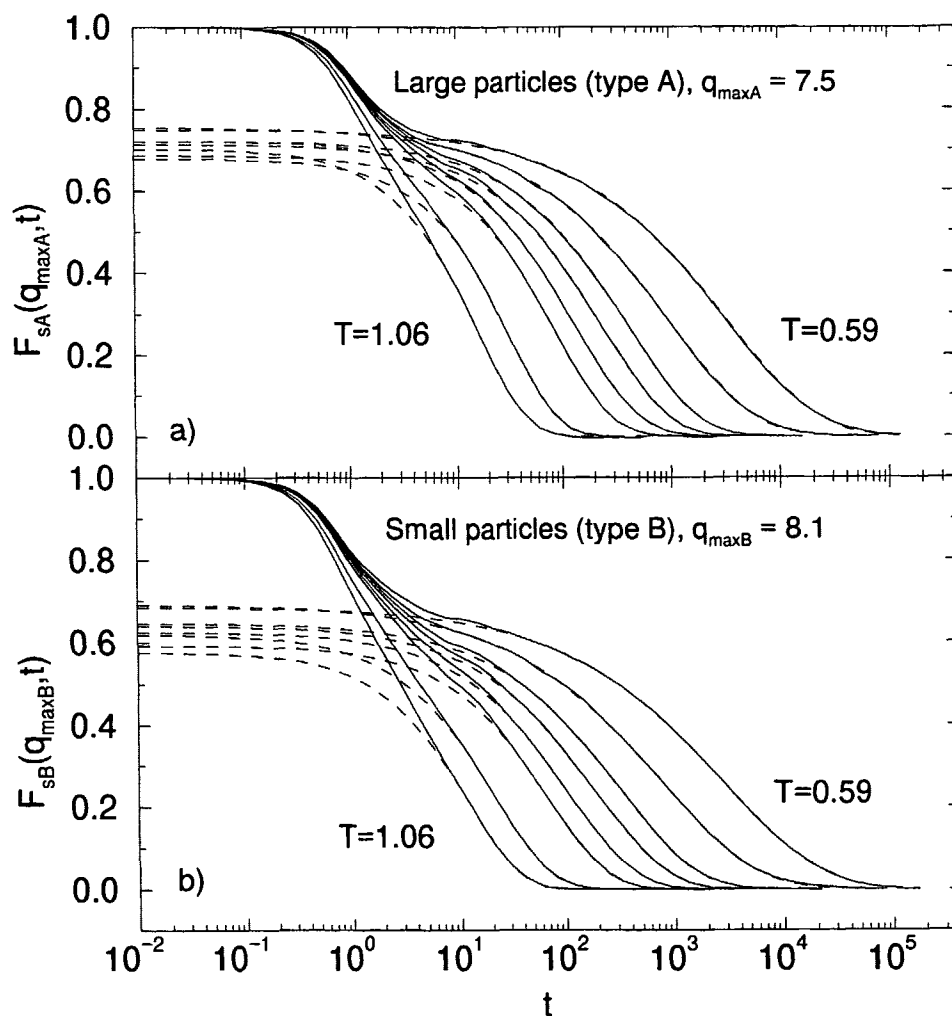 1.0
0.8
0.6
0.4
0.2
0.0
F_sA(q_maxA,t)
Large particles (type A), q_maxA = 7.5
T=1.06
T=0.59
a)
1.0
0.8
0.6
0.4
0.2
0.0
F_sB(q_maxB,t)
Small particles (type B), q_maxB = 8.1
T=1.06
T=0.59
b)
10^-2 10^-1 10^0 10^1 10^2 10^3 10^4 10^5
t